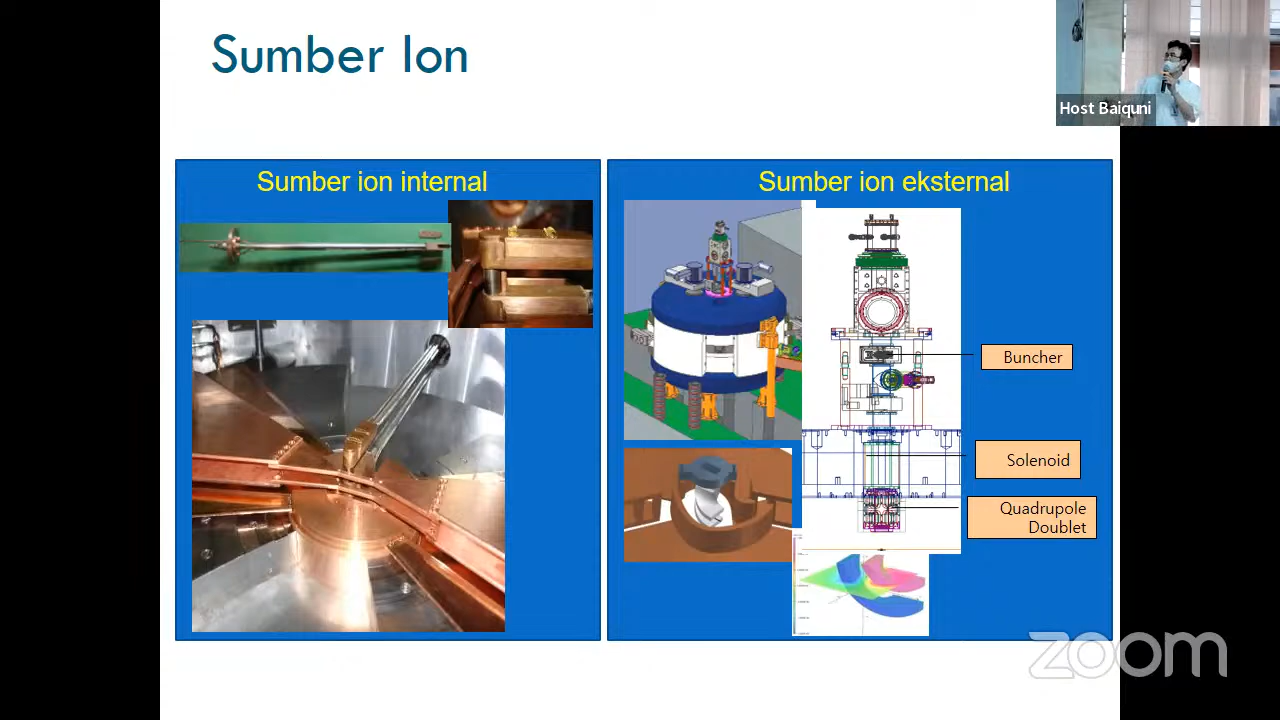 Sumber Ion
Host Baiquni
Sumber ion internal
Sumber ion eksternal
Buncher
Solenoid
Quadrupole
Doublet
zoom